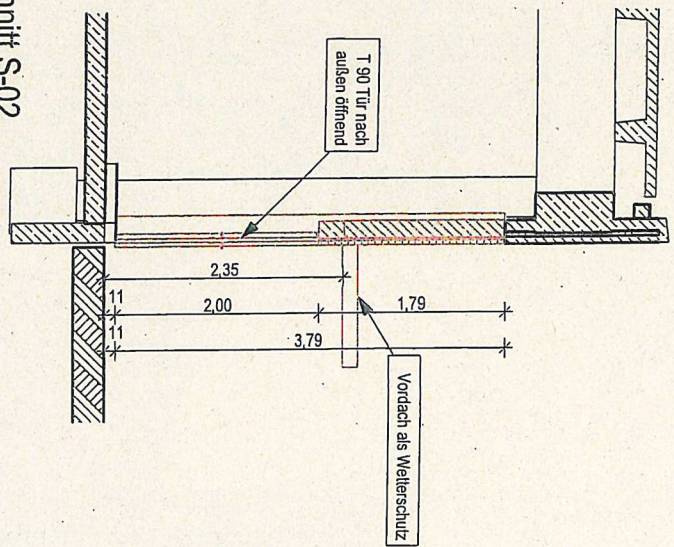 T 90 Tür nach
außen öffnend
2,35
11
2,00
1,79
11
3,79
Vordach als Wetterschutz
S-02